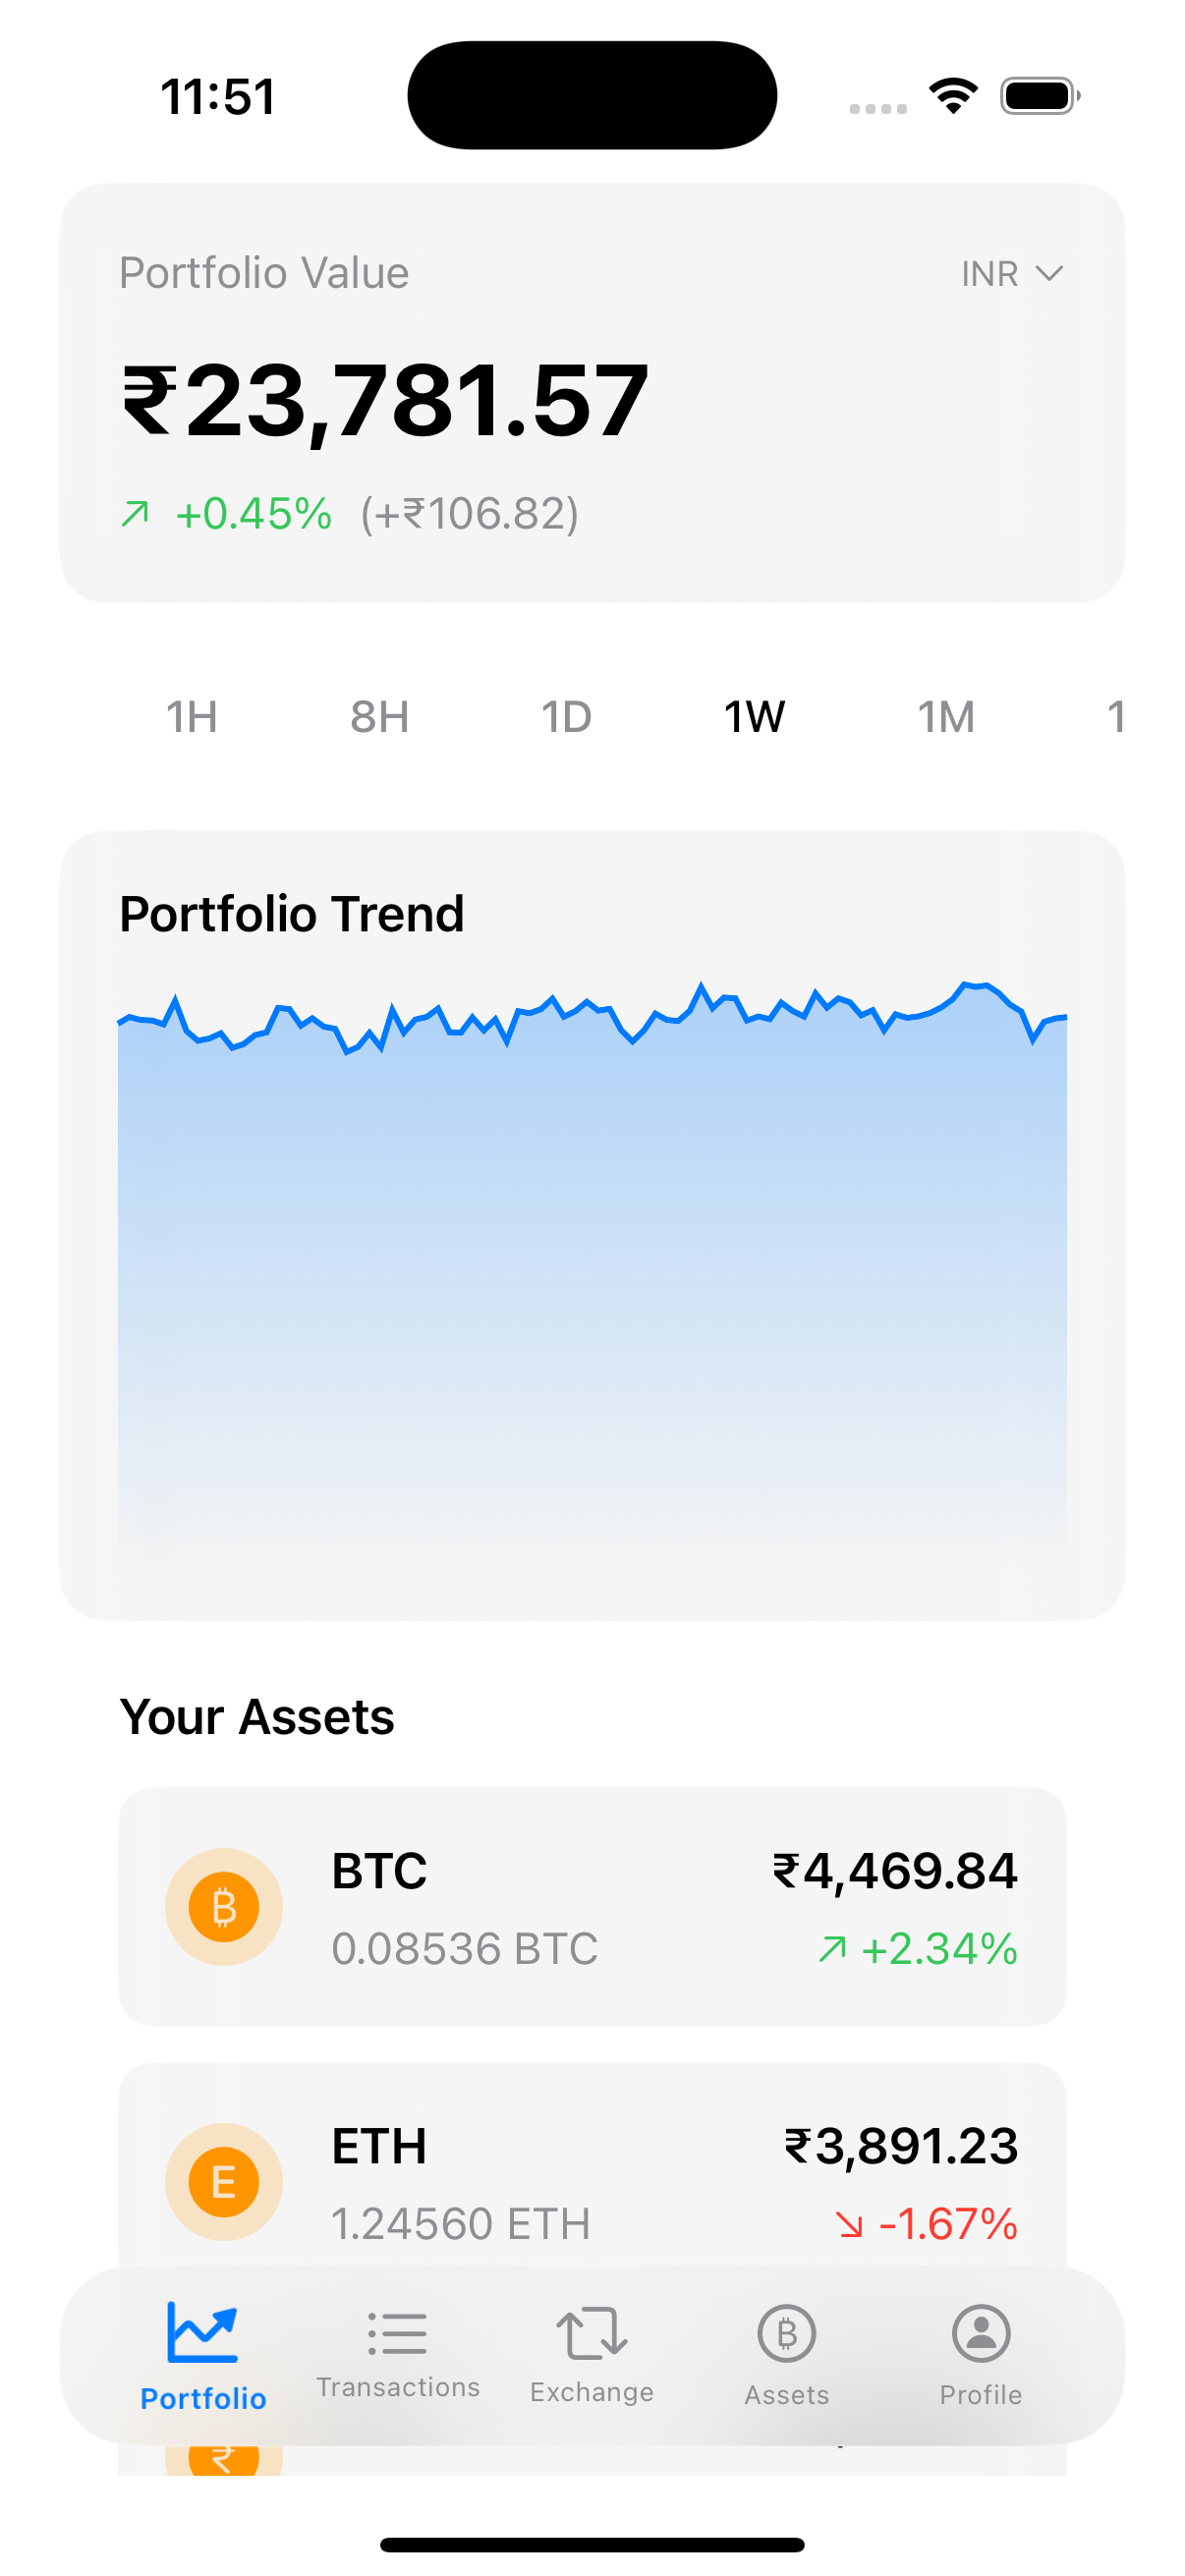 11:51
Portfolio Value
INR
₹23,781.57
+0.45% (+₹106.82)
1H 8H 1D 1W 1M 1
Portfolio Trend
Your Assets
₿
BTC ₹4,469.84
0.08536 BTC +2.34%
E
ETH ₹3,891.23
1.24560 ETH -1.67%
₿
Portfolio Transactions Exchange Assets Profile
₹